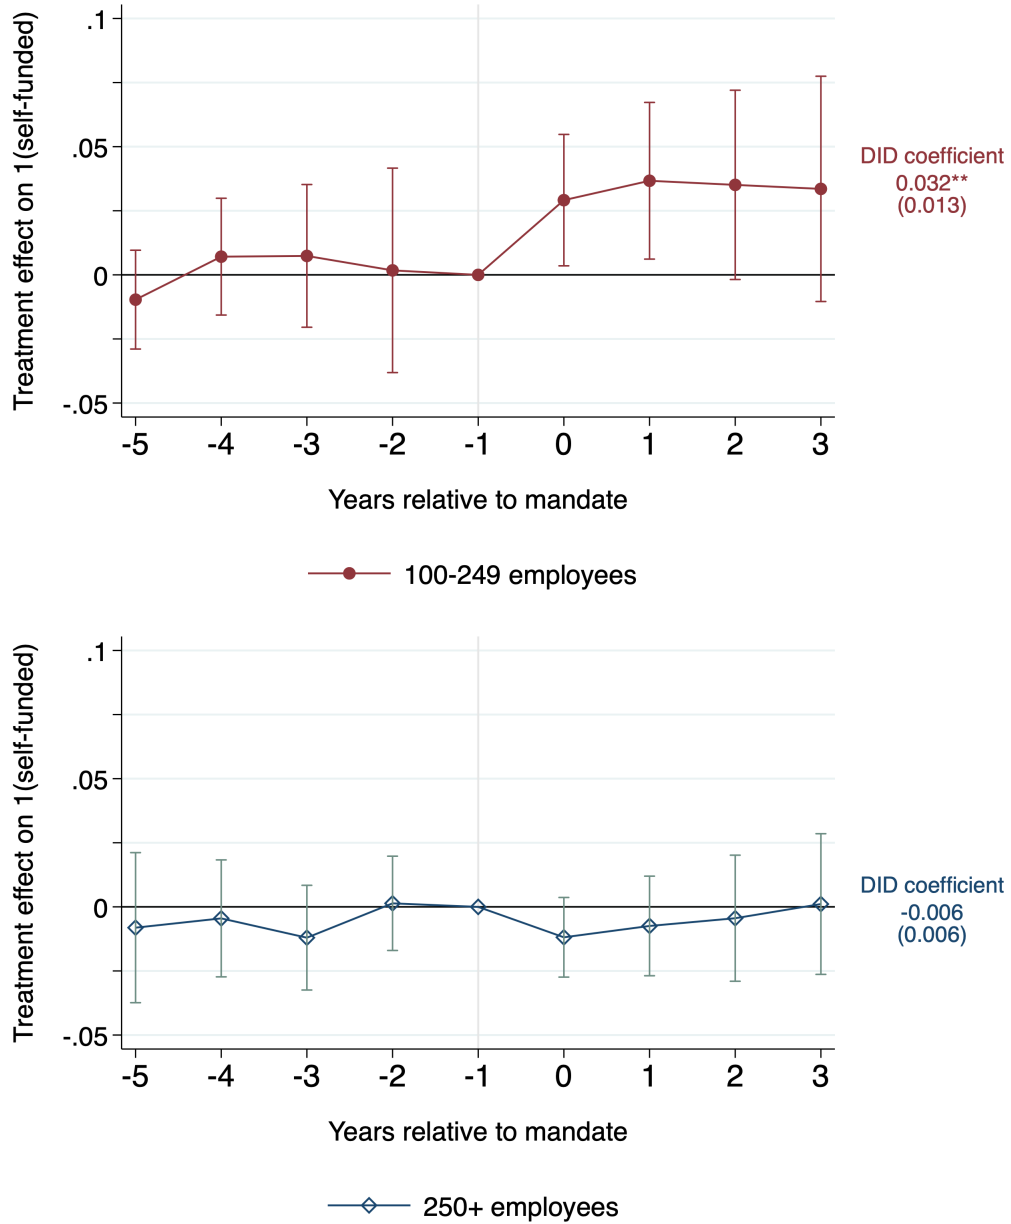 Treatment effect on 1(self-funded)
.1
.05
0
-.05
-5 -4 -3 -2 -1 0 1 2 3
Years relative to mandate
100-249 employees
DID coefficient
0.032**
(0.013)
Treatment effect on 1(self-funded)
.1
.05
0
-.05
-5 -4 -3 -2 -1 0 1 2 3
Years relative to mandate
250+ employees
DID coefficient
-0.006
(0.006)